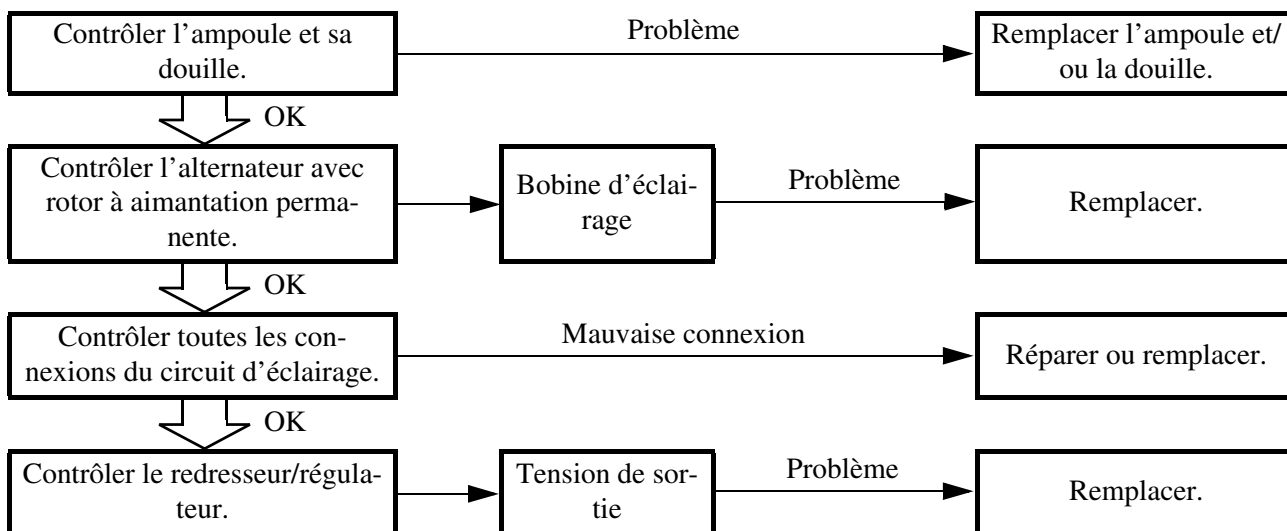 Contrôler l’ampoule et sa
douille.
Problème
Remplacer l’ampoule et/
ou la douille.
OK
Contrôler l’alternateur avec
rotor à aimantation perma-
nente.
Bobine d’éclai-
rage
Problème
Remplacer.
OK
Contrôler toutes les con-
nexions du circuit d’éclairage.
Mauvaise connexion
Réparer ou remplacer.
OK
Contrôler le redresseur/régula-
teur.
Tension de sor-
tie
Problème
Remplacer.